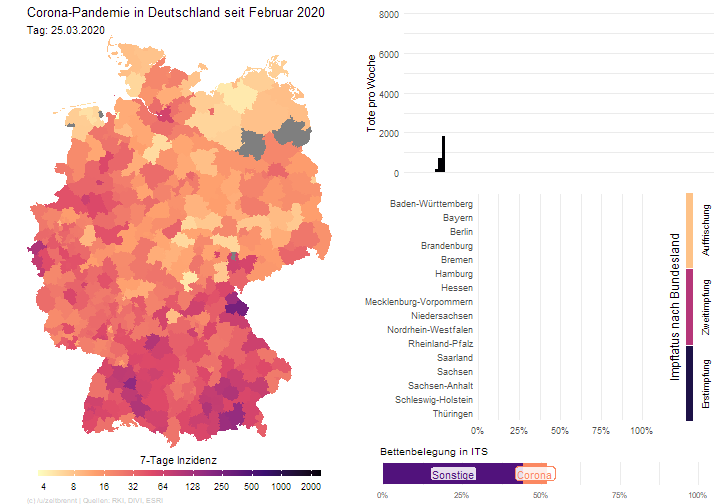 Corona-Pandemie in Deutschland seit Februar 2020
Tag: 25.03.2020
7-Tage Inzidenz
4 8 16 32 64 120 250 500 1000 2000
(c) /u/zeitbrennt | Quellen: RKI, DIVI, ESRI
Tote pro Woche
8000
6000
4000
2000
0
Baden-Württemberg
Bayern
Berlin
Brandenburg
Bremen
Hamburg
Hessen
Mecklenburg-Vorpommern
Niedersachsen
Nordrhein-Westfalen
Rheinland-Pfalz
Saarland
Sachsen
Sachsen-Anhalt
Schleswig-Holstein
Thüringen
0% 25% 50% 75% 100%
Impfstatus nach Bundesland
Auffrischung
Zweitimpfung
Erstimpfung
Bettenbelegung in ITS
Sonstige Corona
0% 25% 50% 75% 100%